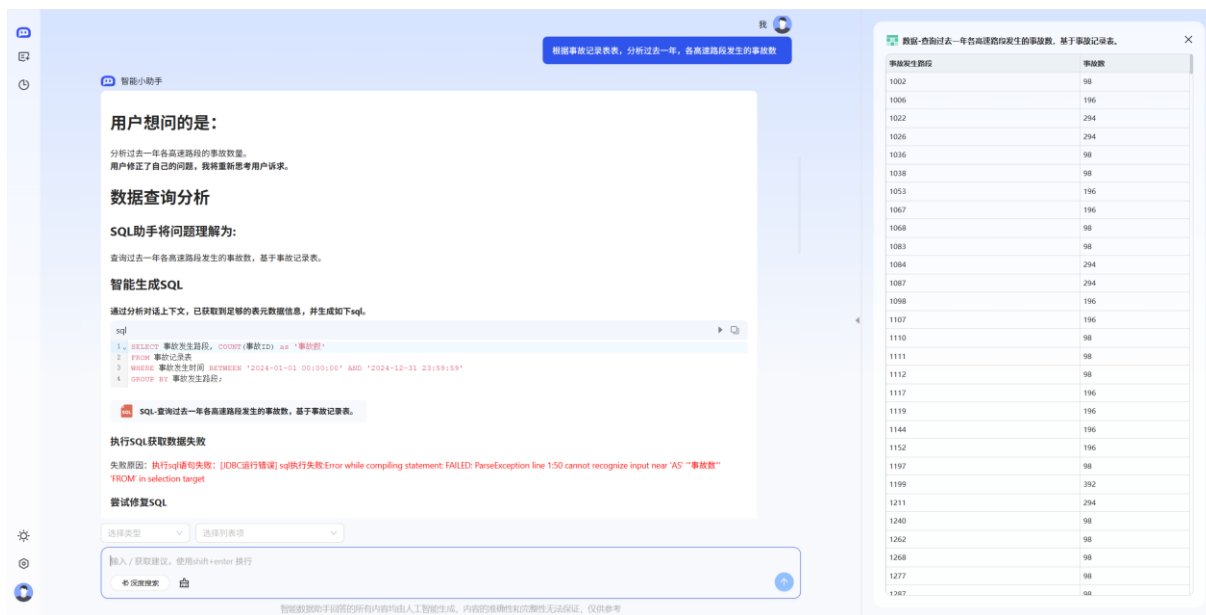 我
根据事故记录表表，分析过去一年，各高速路段发生的事故数
智能小助手
用户想问的是：
分析过去一年各高速路段的事故数量。
用户修正了自己的问题，我将重新思考用户诉求。
数据查询分析
SQL助手将问题理解为:
查询过去一年各高速路段发生的事故数，基于事故记录表。
智能生成SQL
通过分析对话上下文，已获取到足够的表元数据信息，并生成如下sql。
sql
1 SELECT 事故发生路段, COUNT(事故ID) as '事故数'
2 FROM 事故记录表
3 WHERE 事故发生时间 BETWEEN '2024-01-01 00:00:00' AND '2024-12-31 23:59:59'
4 GROUP BY 事故发生路段;
SQL-查询过去一年各高速路段发生的事故数，基于事故记录表。
执行SQL获取数据失败
失败原因：执行sql语句失败：[JDBC运行错误] sql执行失败:Error while compiling statement: FAILED: ParseException line 1:50 cannot recognize input near 'AS' ''事故数''
'FROM' in selection target
尝试修复SQL
选择类型
选择列表项
输入 / 获取建议，使用shift+enter 换行
深度搜索
智能数据助手回答的所有内容均由人工智能生成，内容的准确性和完整性无法保证，仅供参考
数据-查询过去一年各高速路段发生的事故数，基于事故记录表。
事故发生路段 事故数
1002 98
1006 196
1022 294
1026 294
1036 98
1038 98
1053 196
1067 196
1068 98
1083 98
1084 294
1087 294
1098 196
1107 196
1110 98
1111 98
1112 98
1117 196
1119 196
1144 196
1152 196
1197 98
1199 392
1211 294
1240 98
1262 98
1268 98
1277 98
1287 98